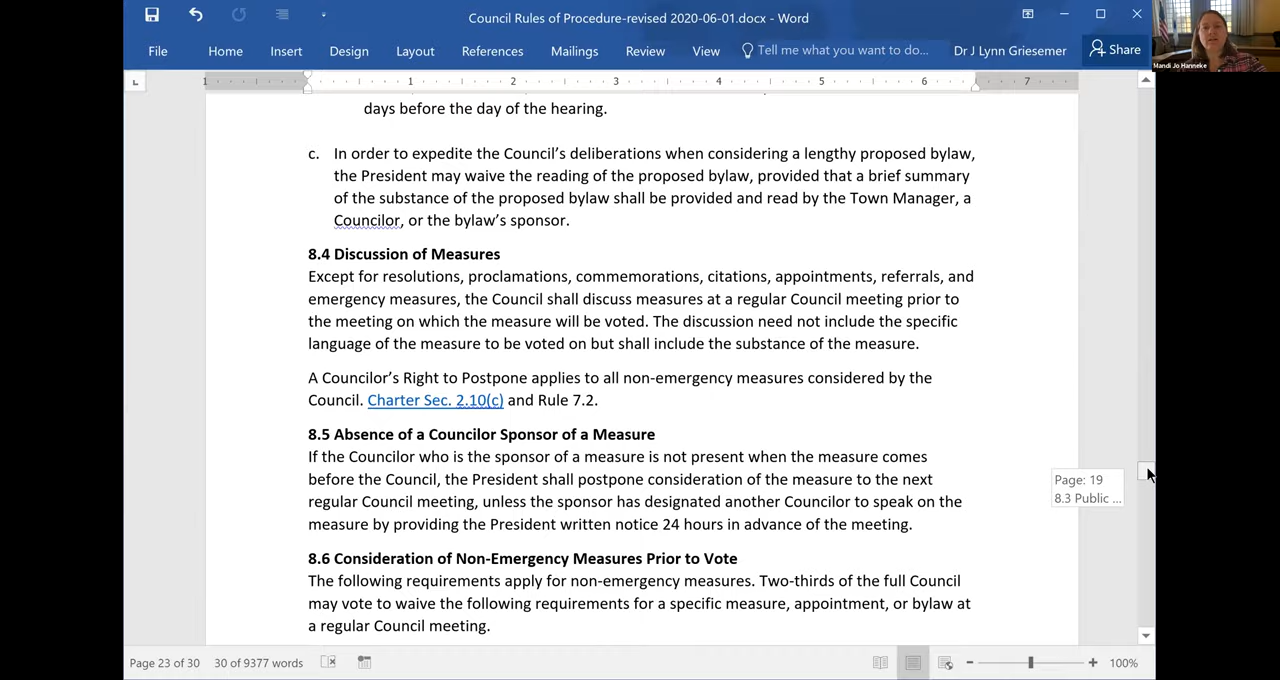 Council Rules of Procedure-revised 2020-06-01.docx - Word
File Home Insert Design Layout References Mailings Review View Tell me what you want to do... Dr J Lynn Griesemer Share
Mandi Jo Hanneke
1 1 2 3 4 5 6 7
days before the day of the hearing.
c. In order to expedite the Council’s deliberations when considering a lengthy proposed bylaw,
the President may waive the reading of the proposed bylaw, provided that a brief summary
of the substance of the proposed bylaw shall be provided and read by the Town Manager, a
Councilor, or the bylaw’s sponsor.
8.4 Discussion of Measures
Except for resolutions, proclamations, commemorations, citations, appointments, referrals, and
emergency measures, the Council shall discuss measures at a regular Council meeting prior to
the meeting on which the measure will be voted. The discussion need not include the specific
language of the measure to be voted on but shall include the substance of the measure.
A Councilor’s Right to Postpone applies to all non-emergency measures considered by the
Council. Charter Sec. 2.10(c) and Rule 7.2.
8.5 Absence of a Councilor Sponsor of a Measure
If the Councilor who is the sponsor of a measure is not present when the measure comes
before the Council, the President shall postpone consideration of the measure to the next
regular Council meeting, unless the sponsor has designated another Councilor to speak on the
measure by providing the President written notice 24 hours in advance of the meeting.
Page: 19
8.3 Public ...
8.6 Consideration of Non-Emergency Measures Prior to Vote
The following requirements apply for non-emergency measures. Two-thirds of the full Council
may vote to waive the following requirements for a specific measure, appointment, or bylaw at
a regular Council meeting.
Page 23 of 30 30 of 9377 words 100%